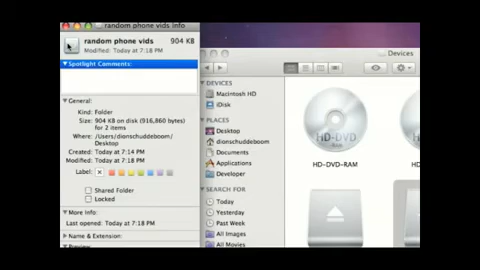 random phone vids Info
random phone vids 904 KB
Modified: Today at 7:18 PM
Spotlight Comments:
General:
Kind: Folder
Size: 904 KB on disk (916,860 bytes)
for 2 items
Where: /Users/dionschuddeboom/
Desktop
Created: Today at 7:14 PM
Modified: Today at 7:18 PM
Label:
Shared Folder
Locked
More Info:
Last opened: Today at 7:18 PM
Name & Extension:
Preview:
Devices
DEVICES
Macintosh HD
iDisk
PLACES
Desktop
dionschuddeboom
Documents
Applications
Developer
SEARCH FOR
Today
Yesterday
Past Week
All Images
All Movies
HD-DVD
RAM
HD-DVD-RAM
HD-
HD